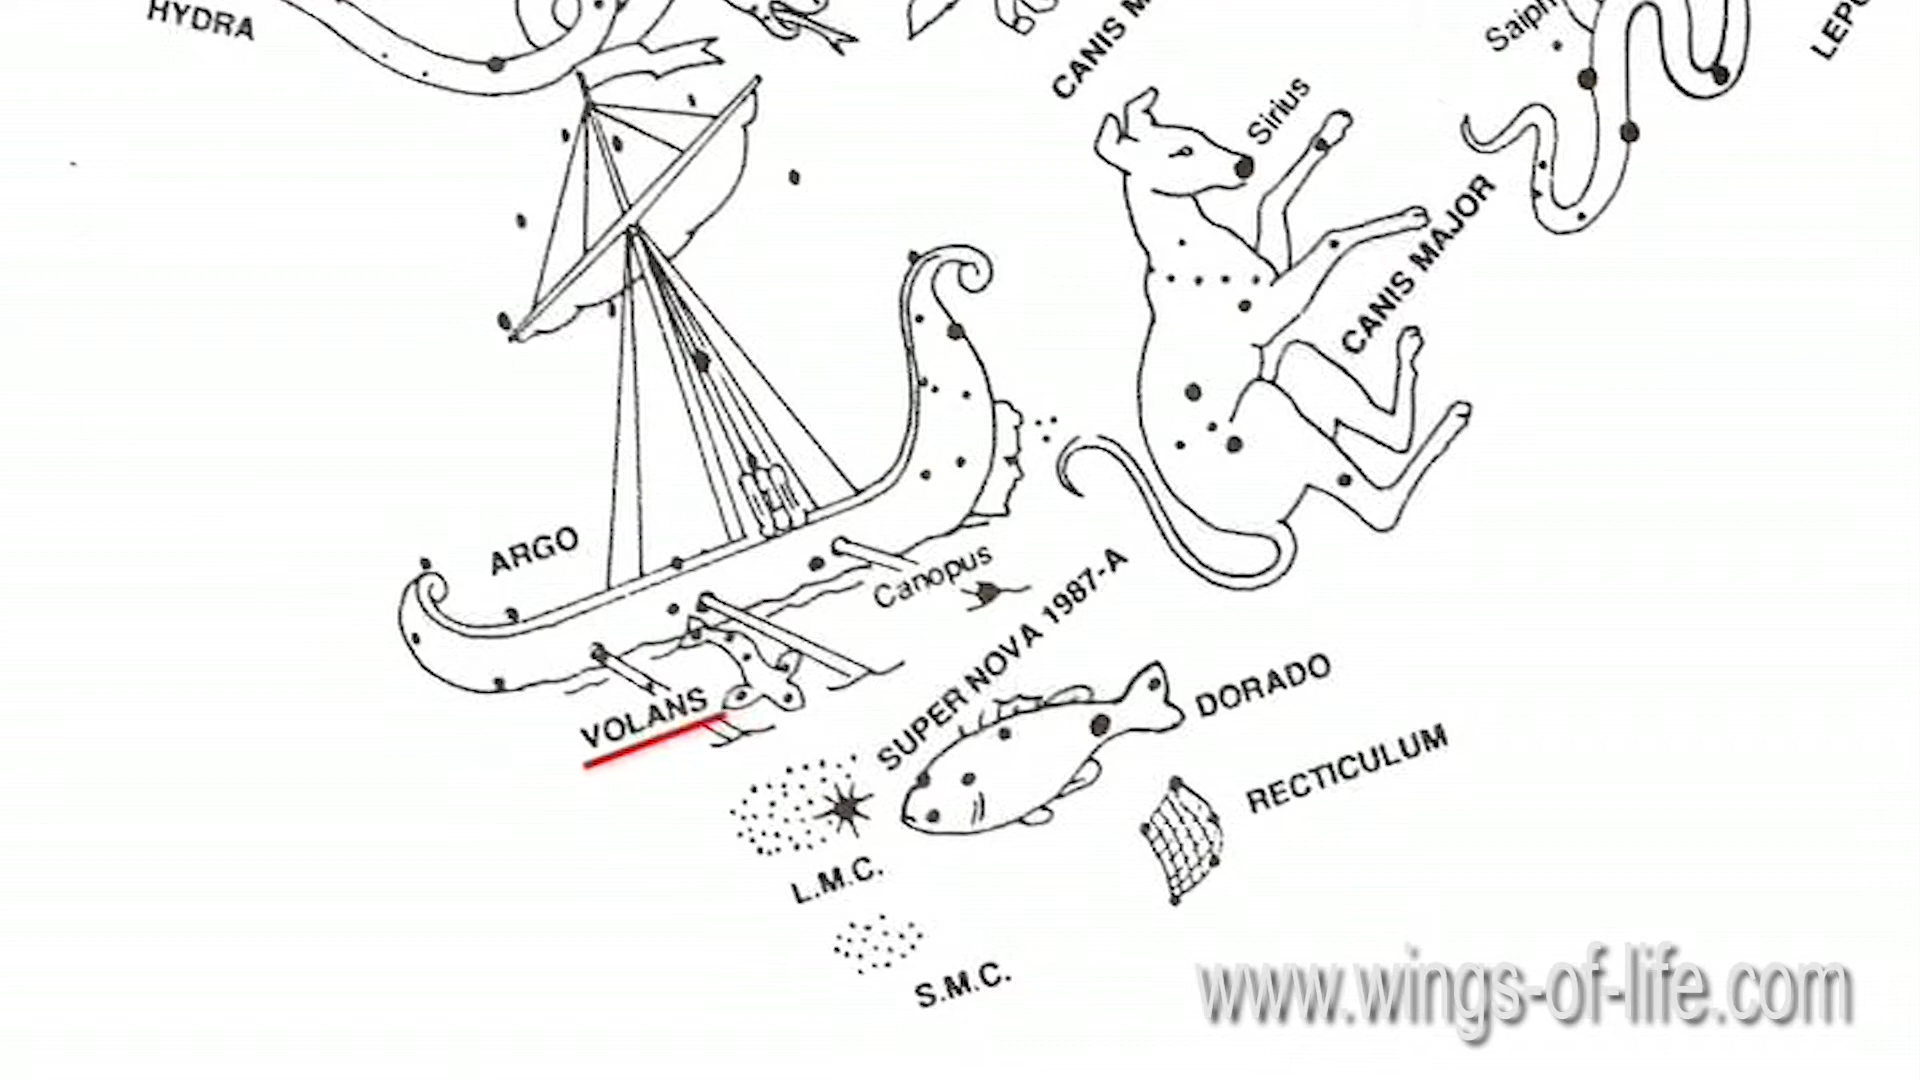 HYDRA
CANIS M
Saiph
LEPU
Sirius
CANIS MAJOR
ARGO
Canopus
SUPER NOVA 1987-A
VOLANS
DORADO
RECTICULUM
L.M.C.
S.M.C.
www.wings-of-life.com